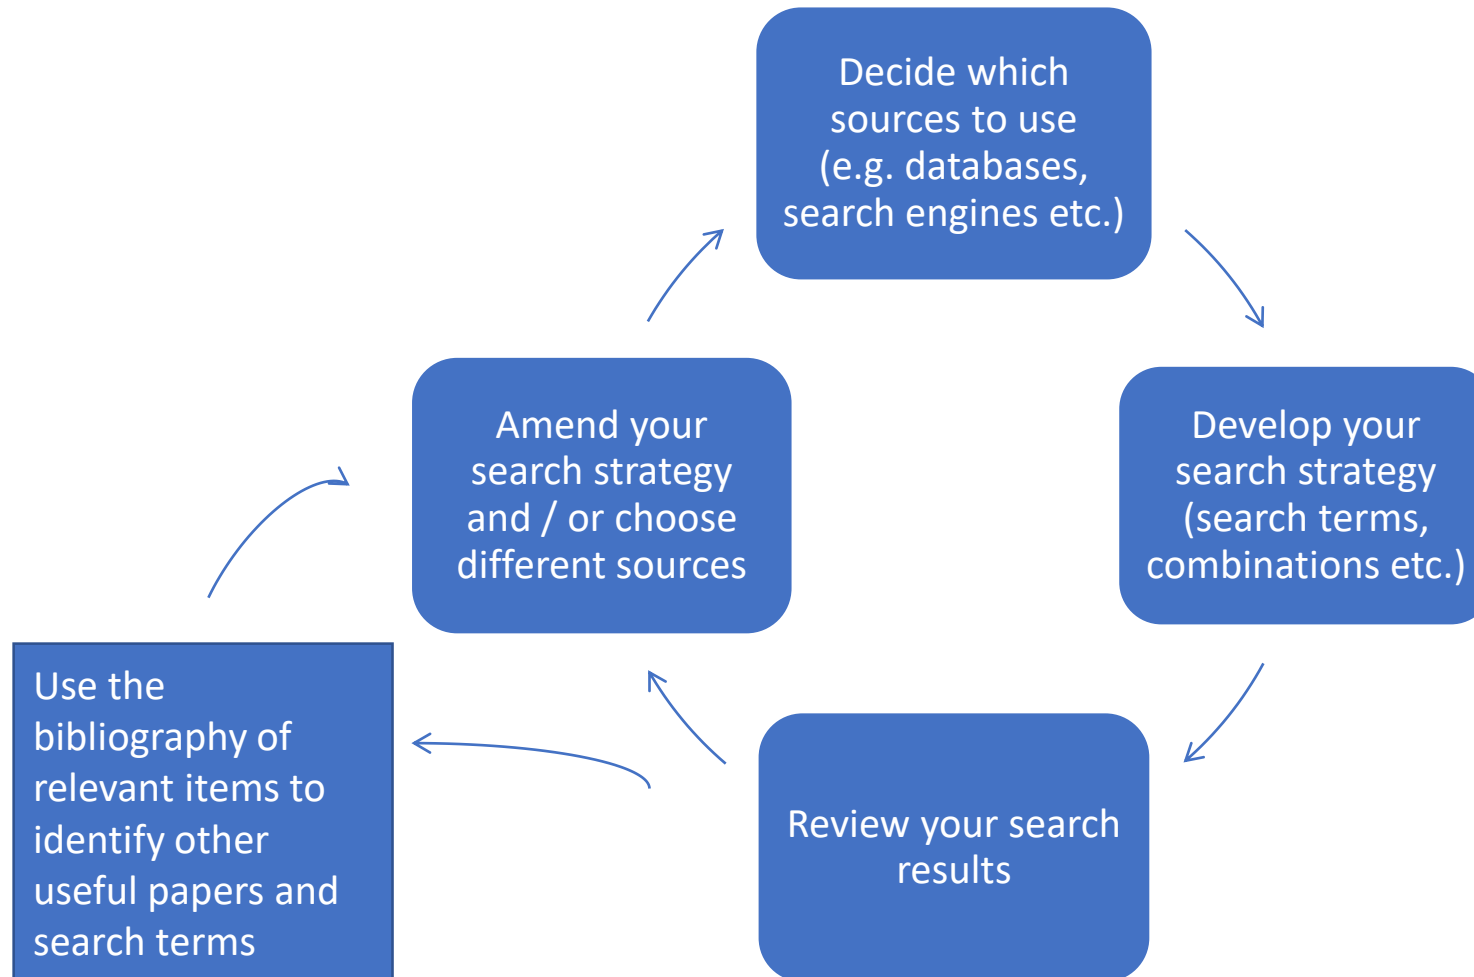 Decide which
sources to use
(e.g. databases,
search engines etc.)
Develop your
search strategy
(search terms,
combinations etc.)
Review your search
results
Amend your
search strategy
and / or choose
different sources
Use the
bibliography of
relevant items to
identify other
useful papers and
search terms